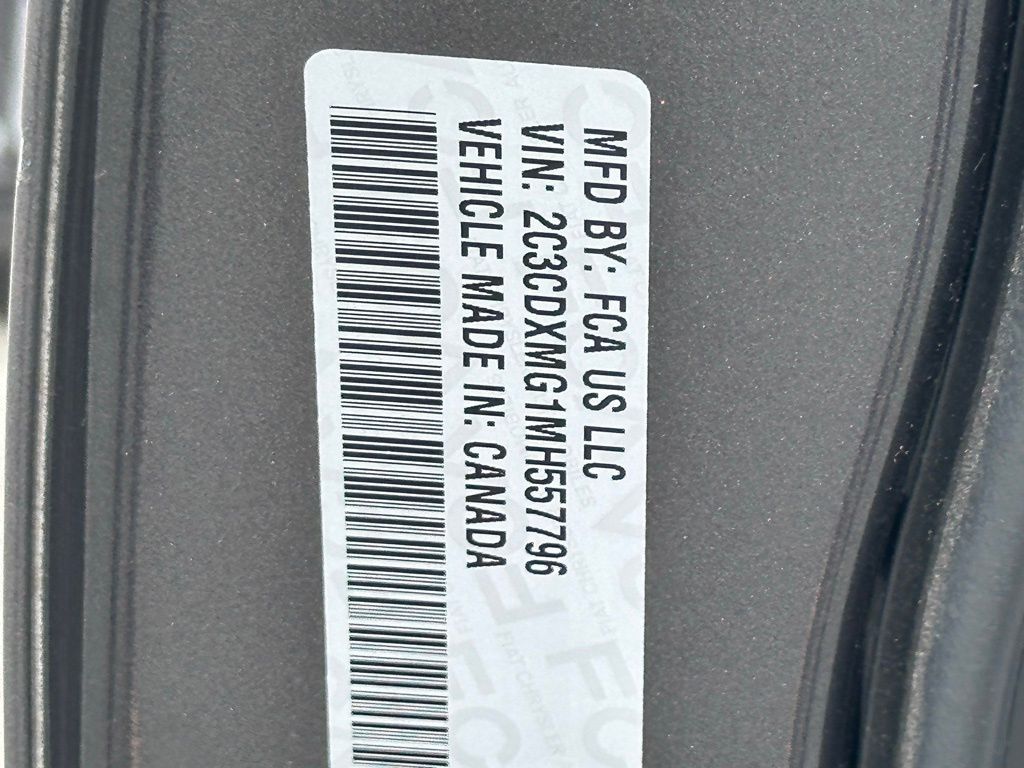 MFD BY: FCA US LLC
VIN: 2C3CDXMG1MH557796
VEHICLE MADE IN: CANADA